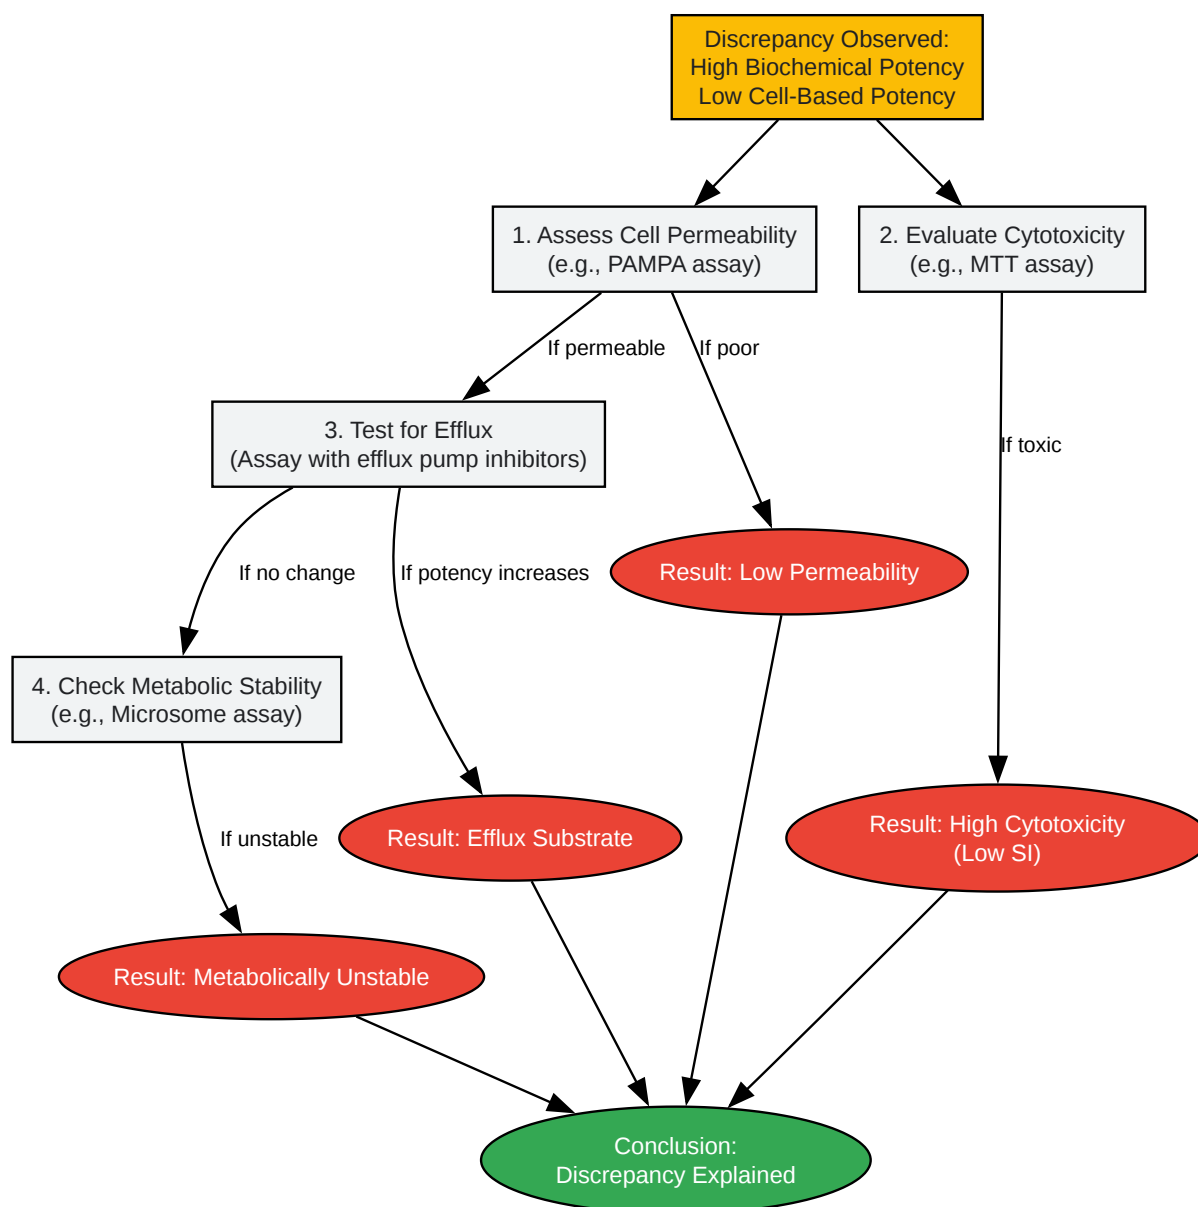 Discrepancy Observed:
High Biochemical Potency
Low Cell-Based Potency
1. Assess Cell Permeability
(e.g., PAMPA assay)
2. Evaluate Cytotoxicity
(e.g., MTT assay)
If permeable
If poor
3. Test for Efflux
(Assay with efflux pump inhibitors)
If toxic
If no change
If potency increases
Result: Low Permeability
4. Check Metabolic Stability
(e.g., Microsome assay)
If unstable
Result: Efflux Substrate
Result: High Cytotoxicity
(Low SI)
Result: Metabolically Unstable
Conclusion:
Discrepancy Explained